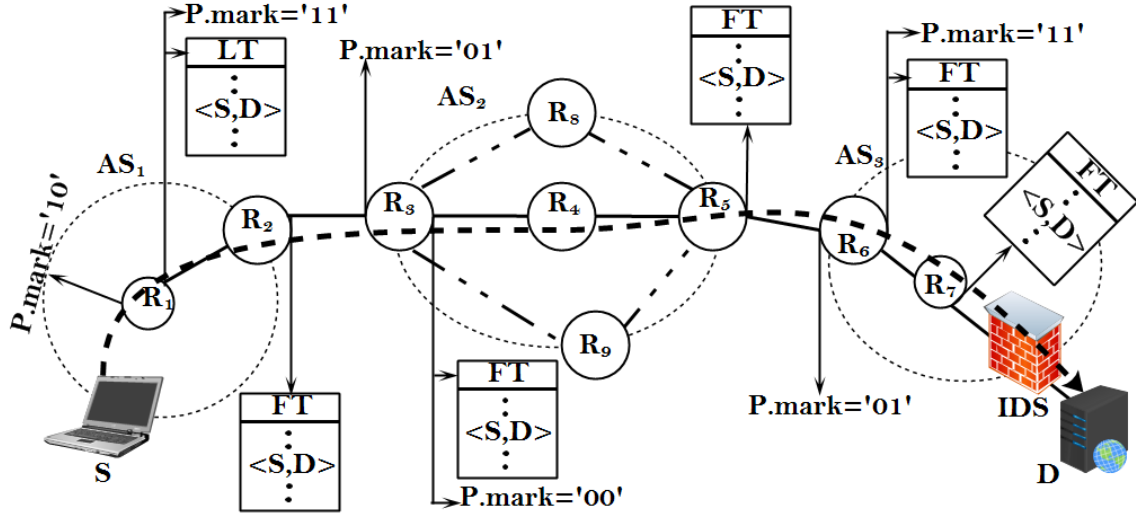 P.mark='11'
LT
<S,D>
P.mark='01'
FT
<S,D>
P.mark='11'
FT
<S,D>
AS₁
AS₂
AS₃
R₈
FT
<S,D>
P.mark='10'
R₁
R₂
R₃
R₄
R₅
R₆
R₇
R₉
FT
<S,D>
FT
<S,D>
P.mark='00'
P.mark='01'
IDS
S
D